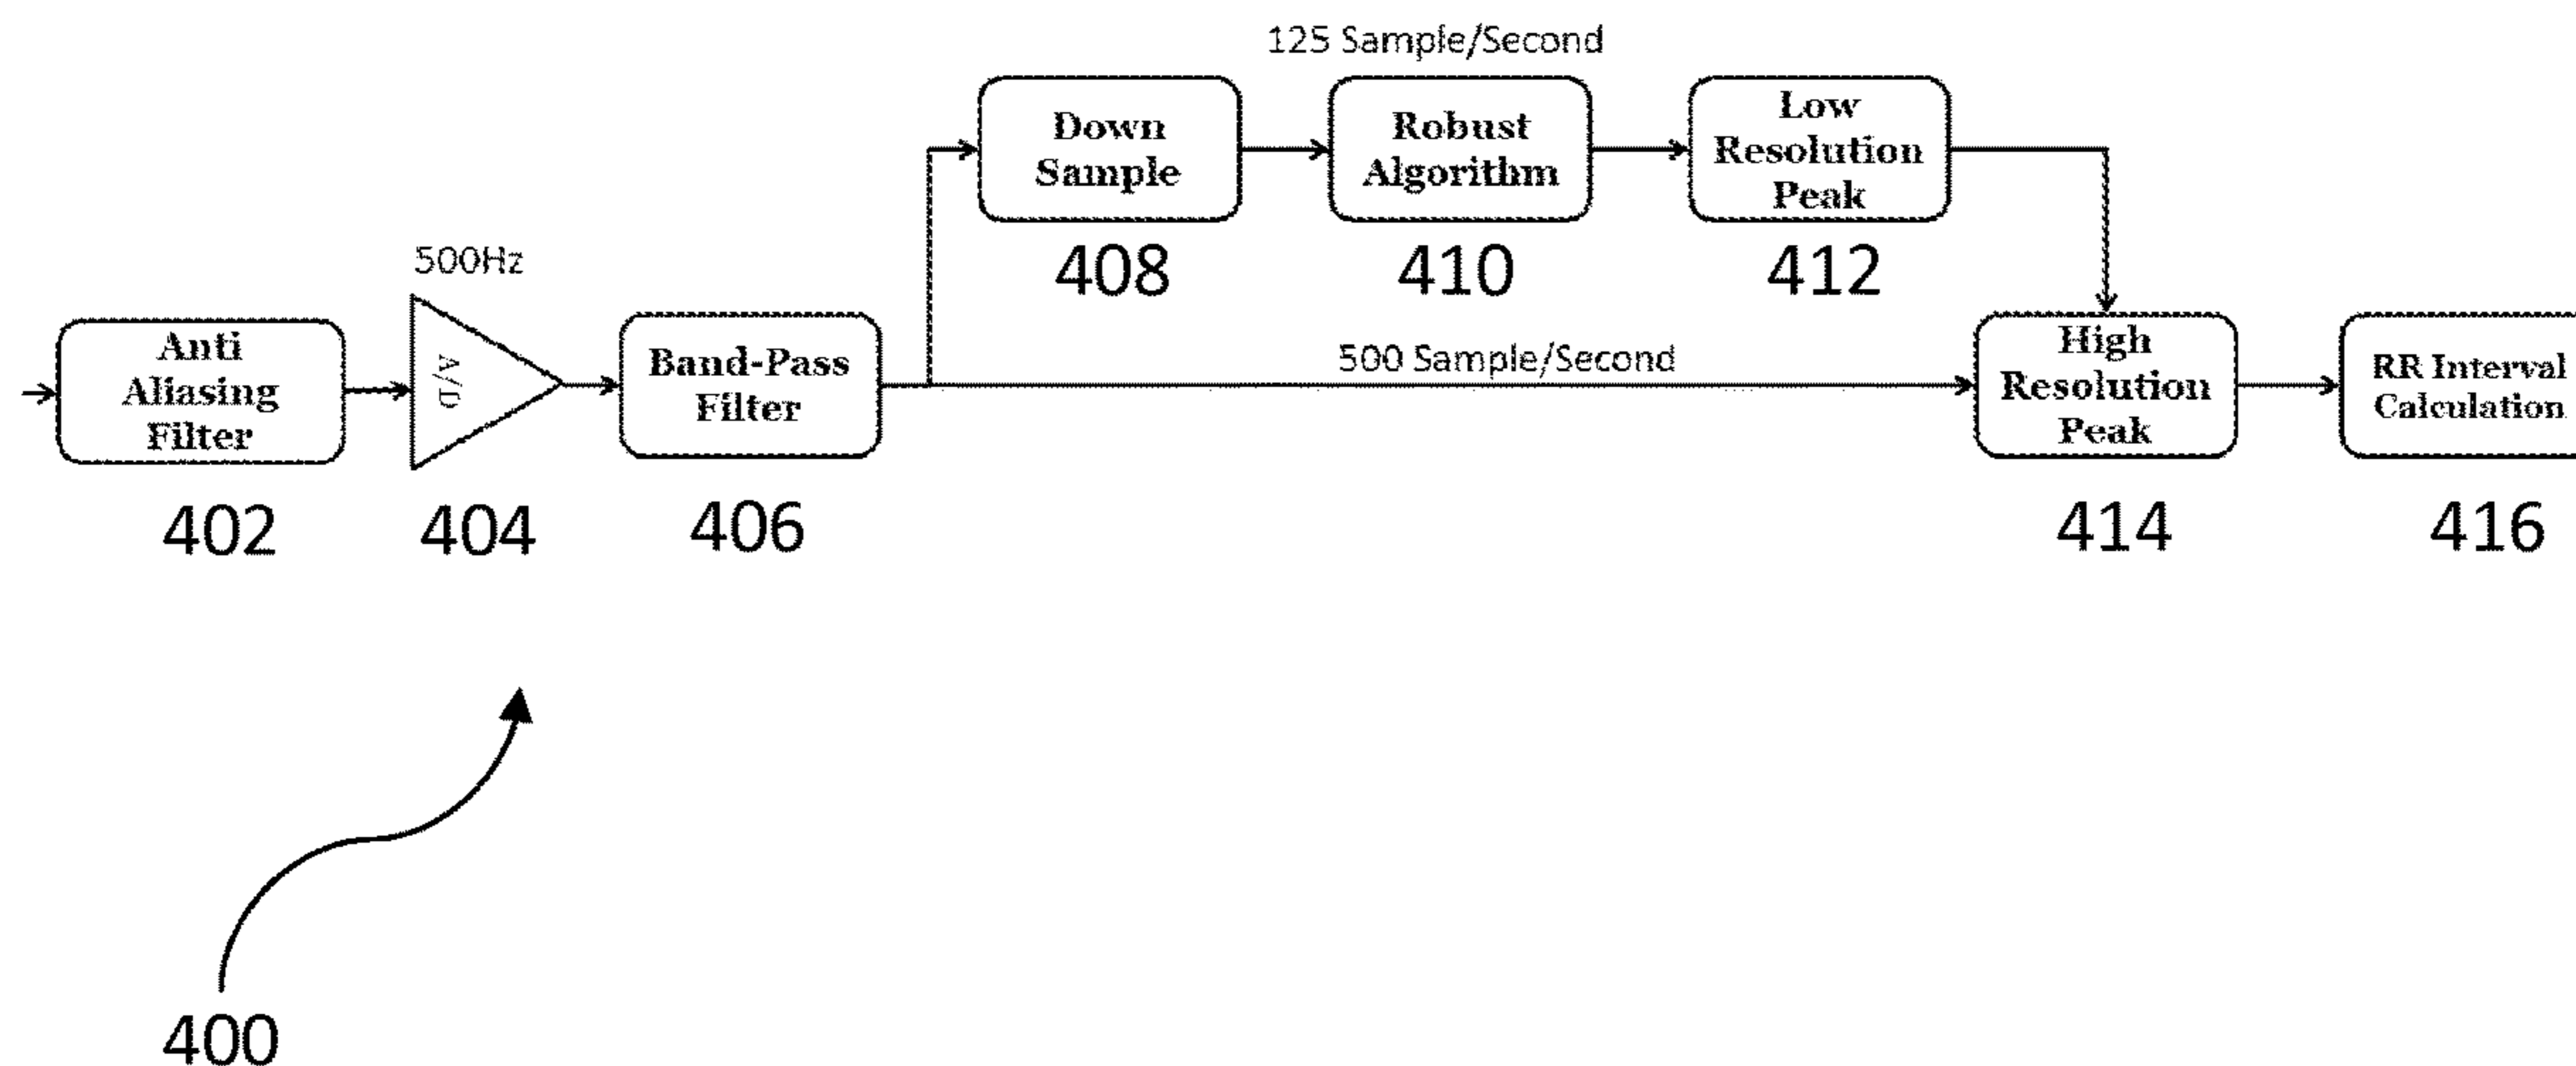 125 Sample/Second
Down
Sample
Robust
Algorithm
Low
Resolution
Peak
408
410
412
500Hz
Anti
Aliasing
Filter
A/D
Band-Pass
Filter
500 Sample/Second
High
Resolution
Peak
RR Interval
Calculation
402
404
406
414
416
400